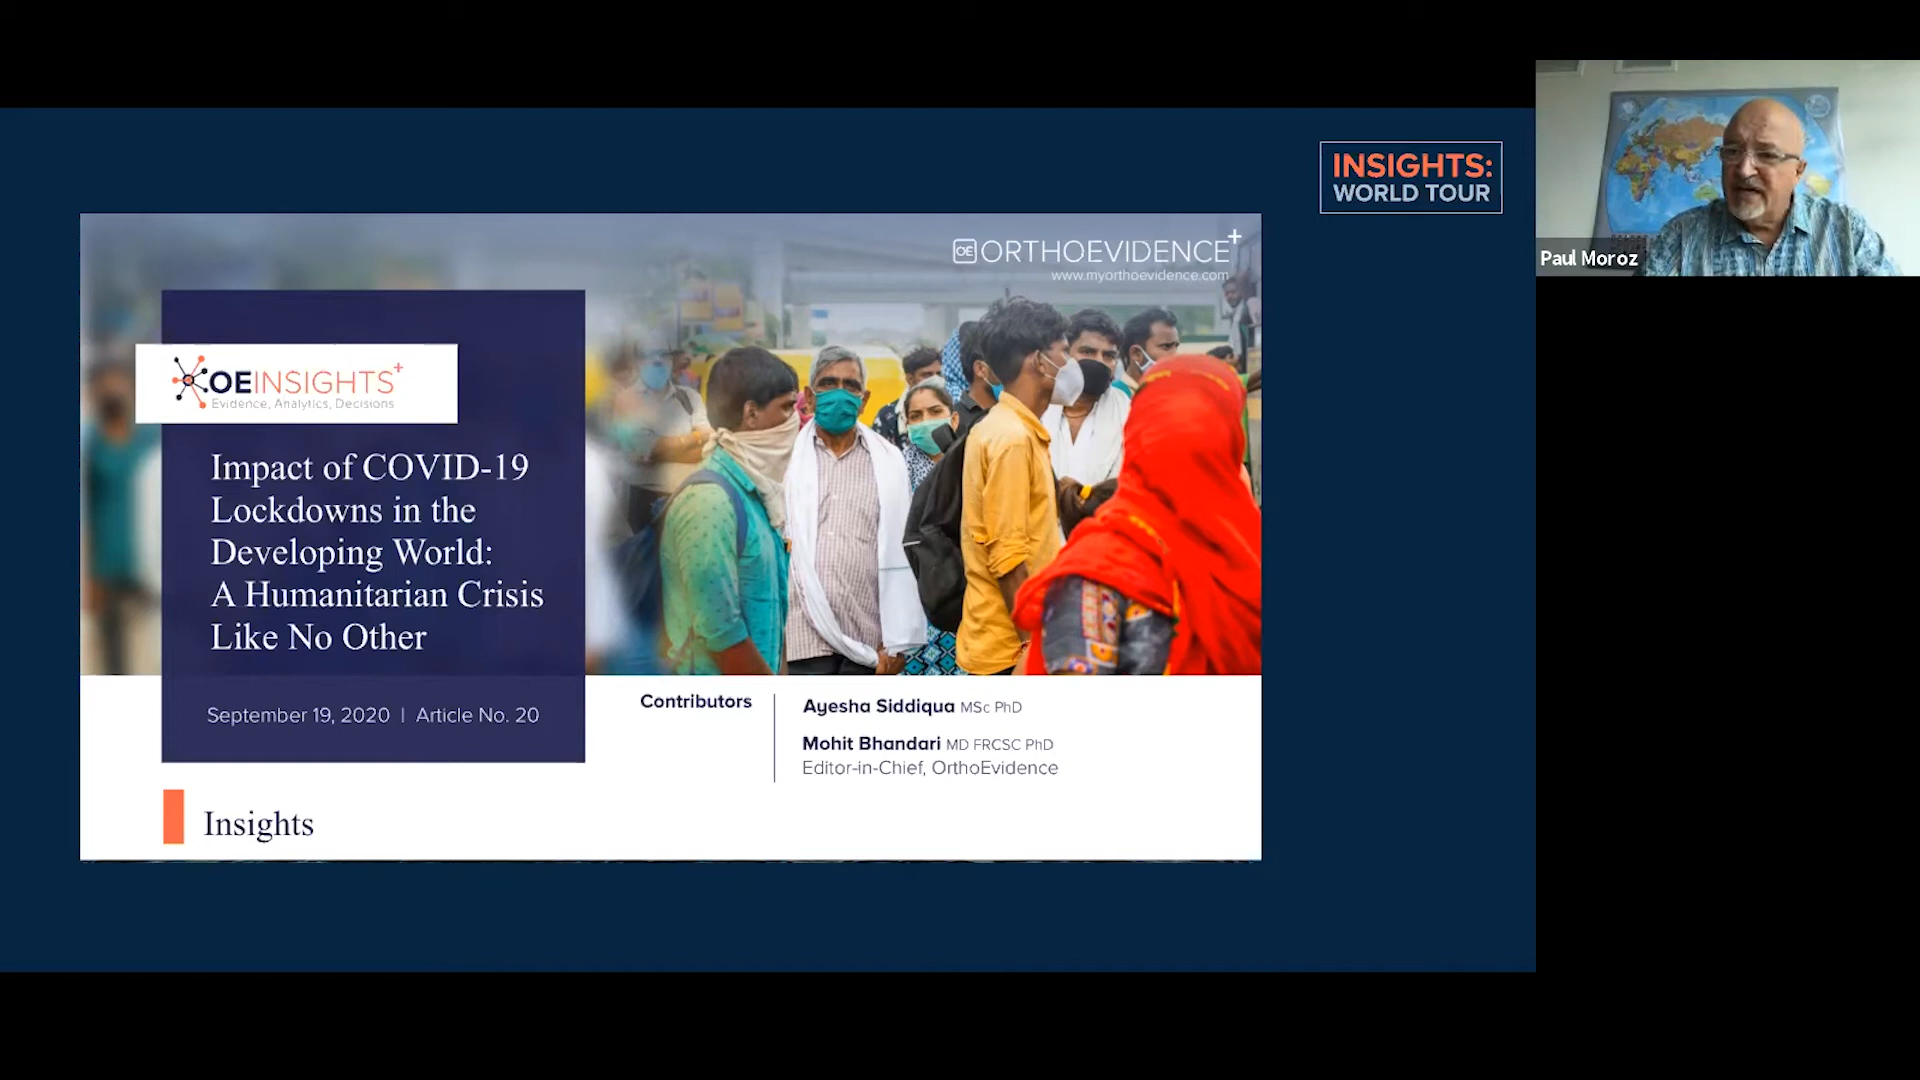 INSIGHTS:
WORLD TOUR
Paul Moroz
OE ORTHOEVIDENCE+
www.myorthoevidence.com
OEINSIGHTS+
Evidence, Analytics, Decisions
Impact of COVID-19
Lockdowns in the
Developing World:
A Humanitarian Crisis
Like No Other
September 19, 2020 | Article No. 20
Contributors
Ayesha Siddiqua MSc PhD
Mohit Bhandari MD FRCSC PhD
Editor-in-Chief, OrthoEvidence
Insights